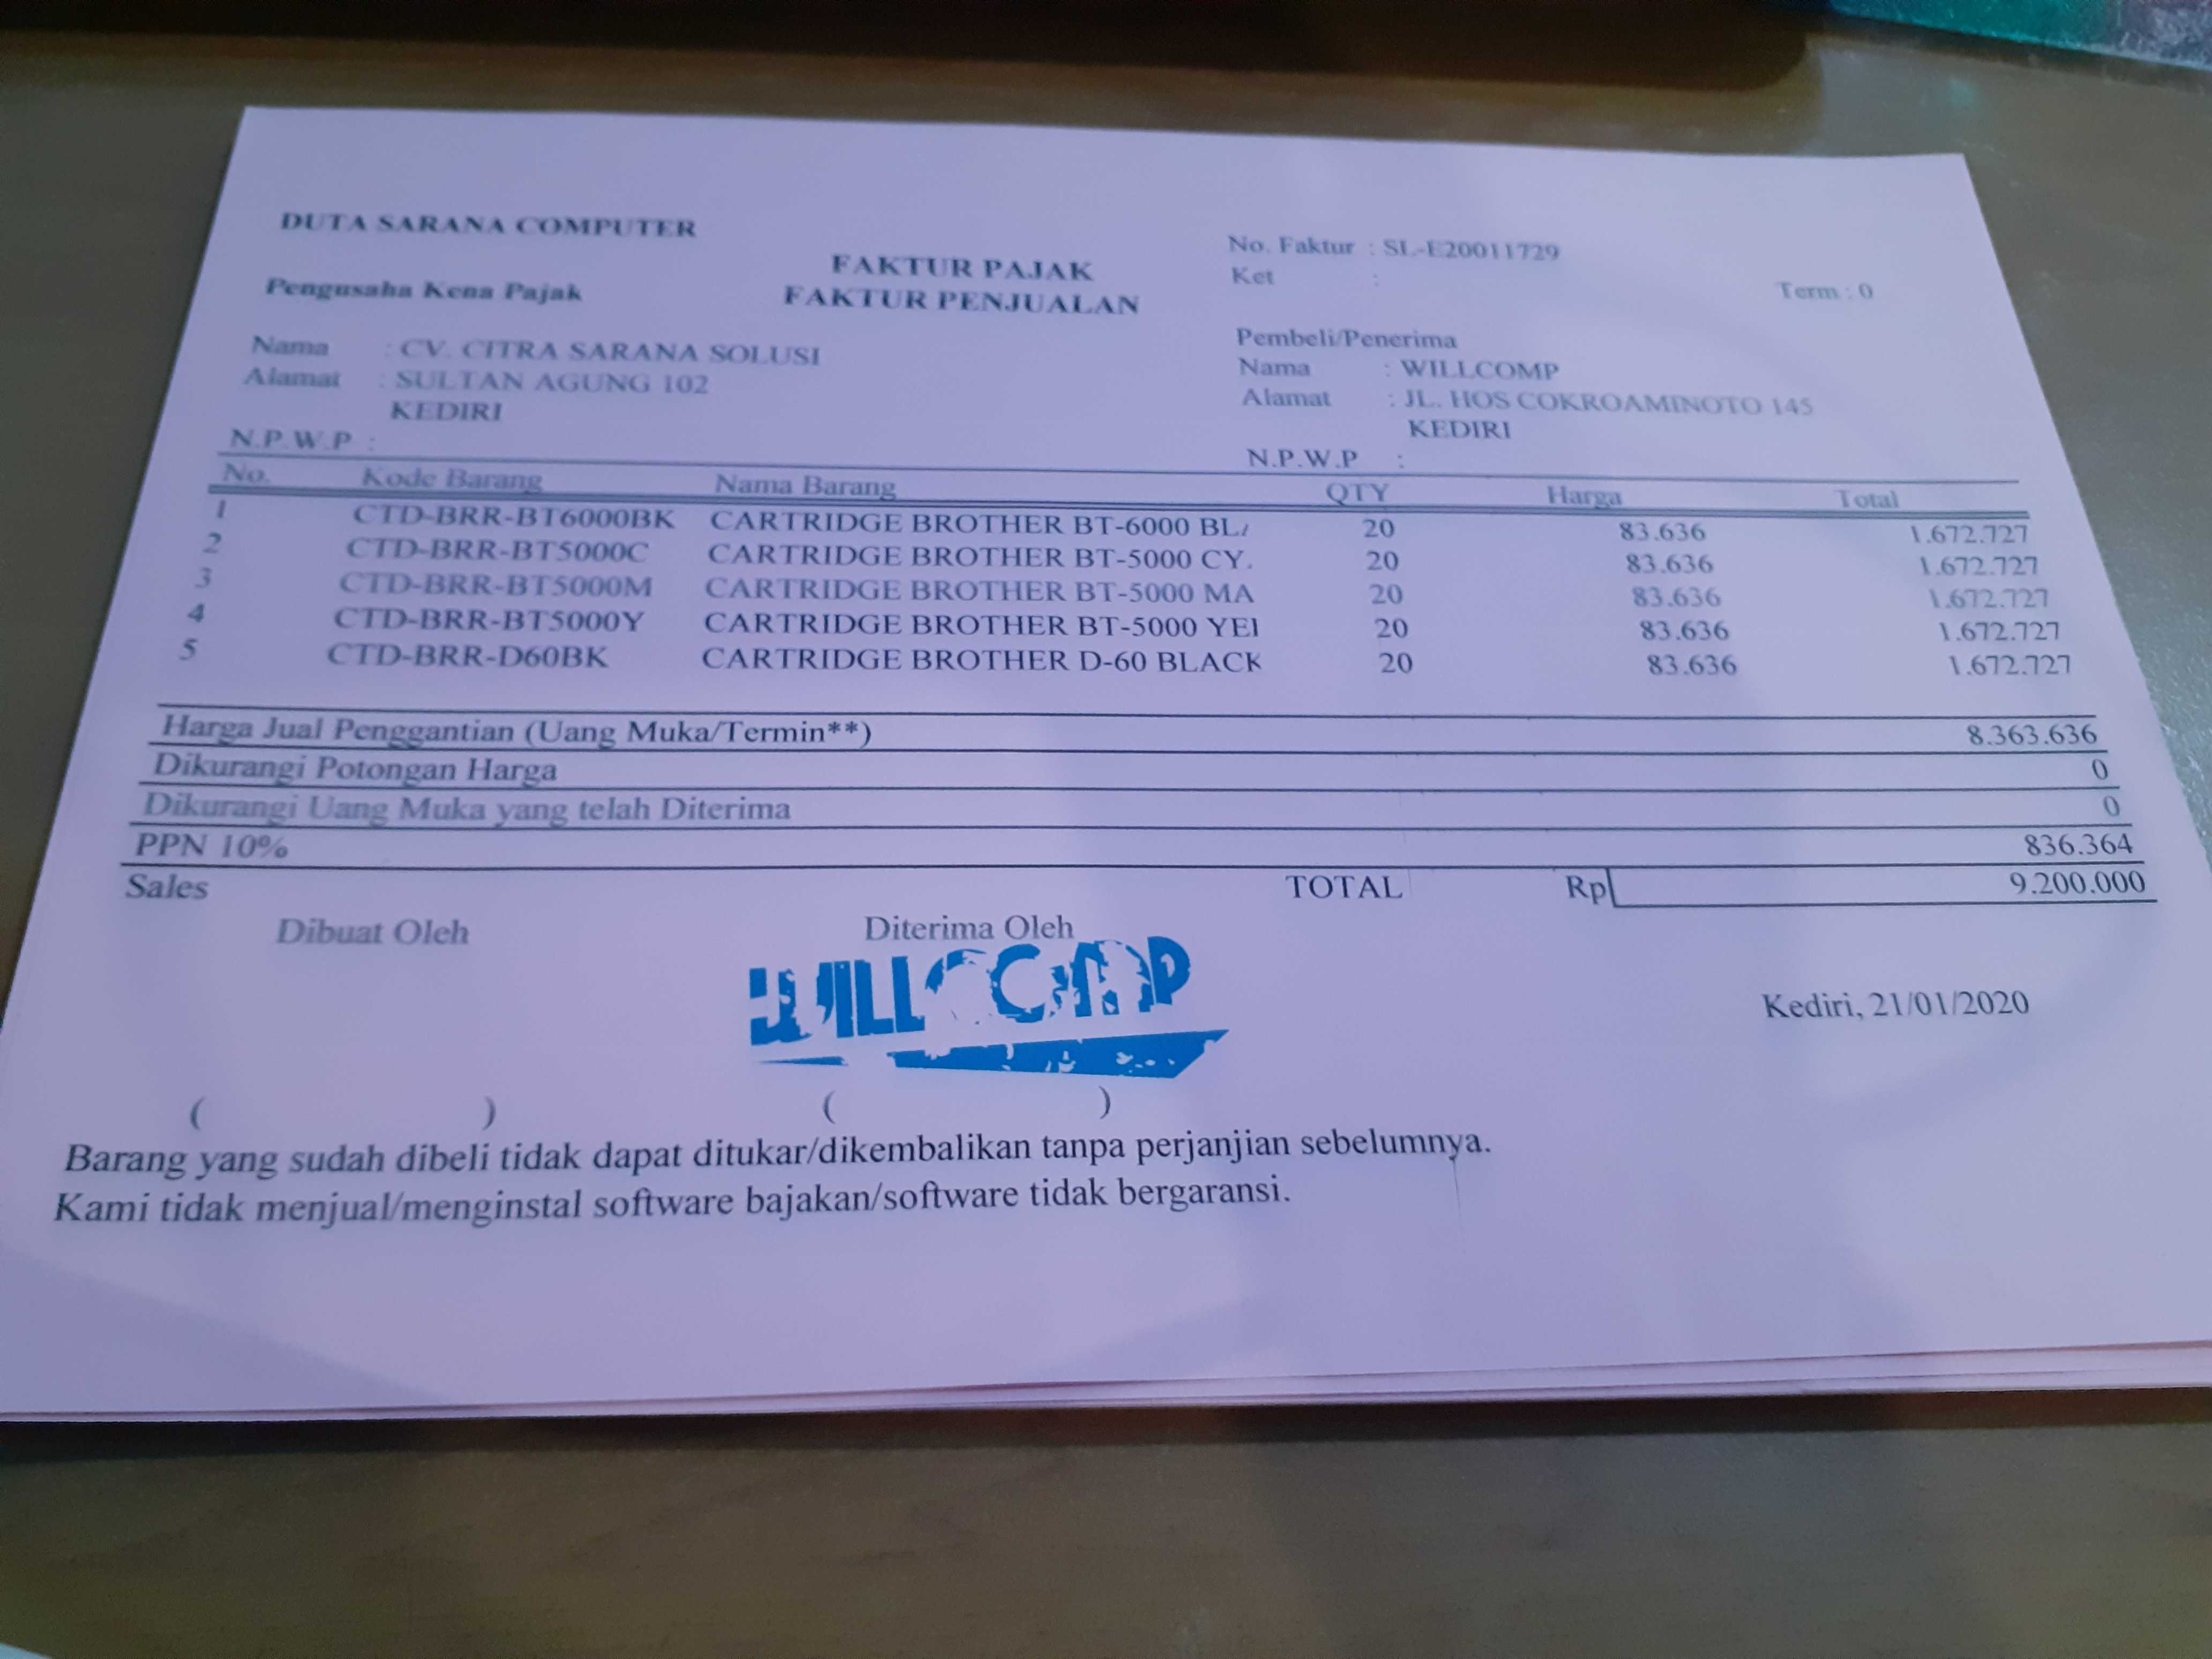 DUTA SARANA COMPUTER
FAKTUR PAJAK
FAKTUR PENJUALAN
No. Faktur : SL-E20011729
Ket :
Term : 0
Pengusaha Kena Pajak
Nama : CV. CITRA SARANA SOLUSI
Alamat : SULTAN AGUNG 102
KEDIRI
N.P.W.P :
Pembeli/Penerima
Nama : WILLCOMP
Alamat : JL. HOS COKROAMINOTO 145
KEDIRI
N.P.W.P :
No. Kode Barang Nama Barang QTY Harga Total
1 CTD-BRR-BT6000BK CARTRIDGE BROTHER BT-6000 BLA 20 83.636 1.672.727
2 CTD-BRR-BT5000C CARTRIDGE BROTHER BT-5000 CY. 20 83.636 1.672.727
3 CTD-BRR-BT5000M CARTRIDGE BROTHER BT-5000 MA 20 83.636 1.672.727
4 CTD-BRR-BT5000Y CARTRIDGE BROTHER BT-5000 YEI 20 83.636 1.672.727
5 CTD-BRR-D60BK CARTRIDGE BROTHER D-60 BLACK 20 83.636 1.672.727
Harga Jual Penggantian (Uang Muka/Termin**) 8.363.636
Dikurangi Potongan Harga 0
Dikurangi Uang Muka yang telah Diterima 0
PPN 10% 836.364
Sales TOTAL Rp 9.200.000
Dibuat Oleh Diterima Oleh
WILLCOMP
Kediri, 21/01/2020
( ) ( )
Barang yang sudah dibeli tidak dapat ditukar/dikembalikan tanpa perjanjian sebelumnya.
Kami tidak menjual/menginstal software bajakan/software tidak bergaransi.